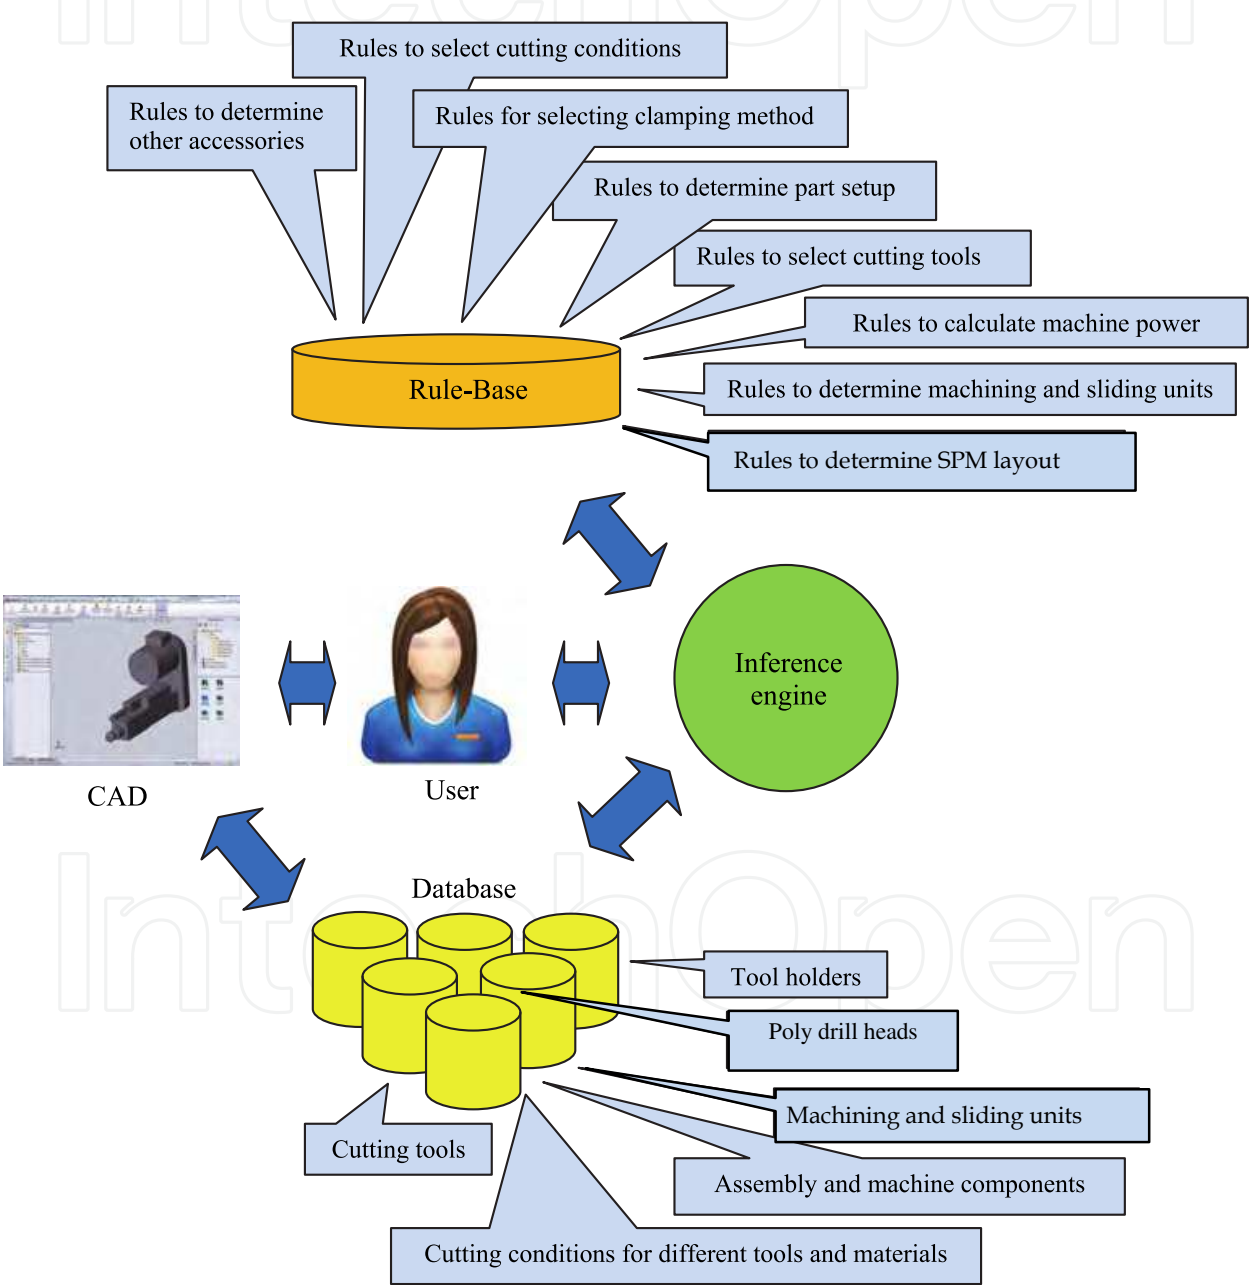 IntechOpen
Rules to select cutting conditions
Rules to determine
other accessories
Rules for selecting clamping method
Rules to determine part setup
Rules to select cutting tools
Rules to calculate machine power
Rule-Base
Rules to determine machining and sliding units
Rules to determine SPM layout
Inference
engine
CAD
User
Database
IntechOpen
Tool holders
Poly drill heads
Machining and sliding units
Cutting tools
Assembly and machine components
Cutting conditions for different tools and materials